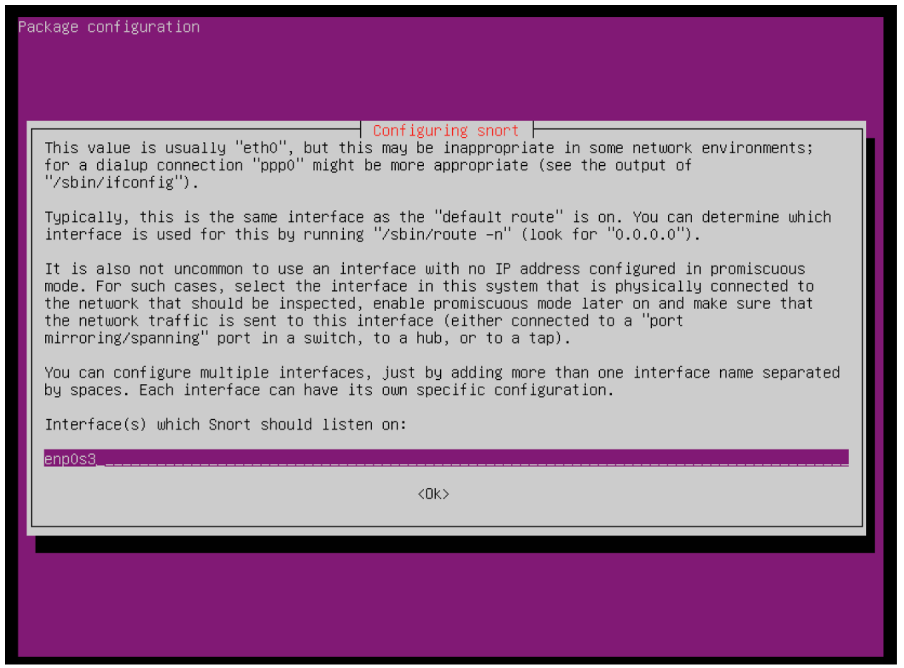 Package configuration
Configuring snort
This value is usually "eth0", but this may be inappropriate in some network environments;
for a dialup connection "ppp0" might be more appropriate (see the output of
"/sbin/ifconfig").
Typically, this is the same interface as the "default route" is on. You can determine which
interface is used for this by running "/sbin/route -n" (look for "0.0.0.0").
It is also not uncommon to use an interface with no IP address configured in promiscuous
mode. For such cases, select the interface in this system that is physically connected to
the network that should be inspected, enable promiscuous mode later on and make sure that
the network traffic is sent to this interface (either connected to a "port
mirroring/spanning" port in a switch, to a hub, or to a tap).
You can configure multiple interfaces, just by adding more than one interface name separated
by spaces. Each interface can have its own specific configuration.
Interface(s) which Snort should listen on:
enp0s3
<Ok>